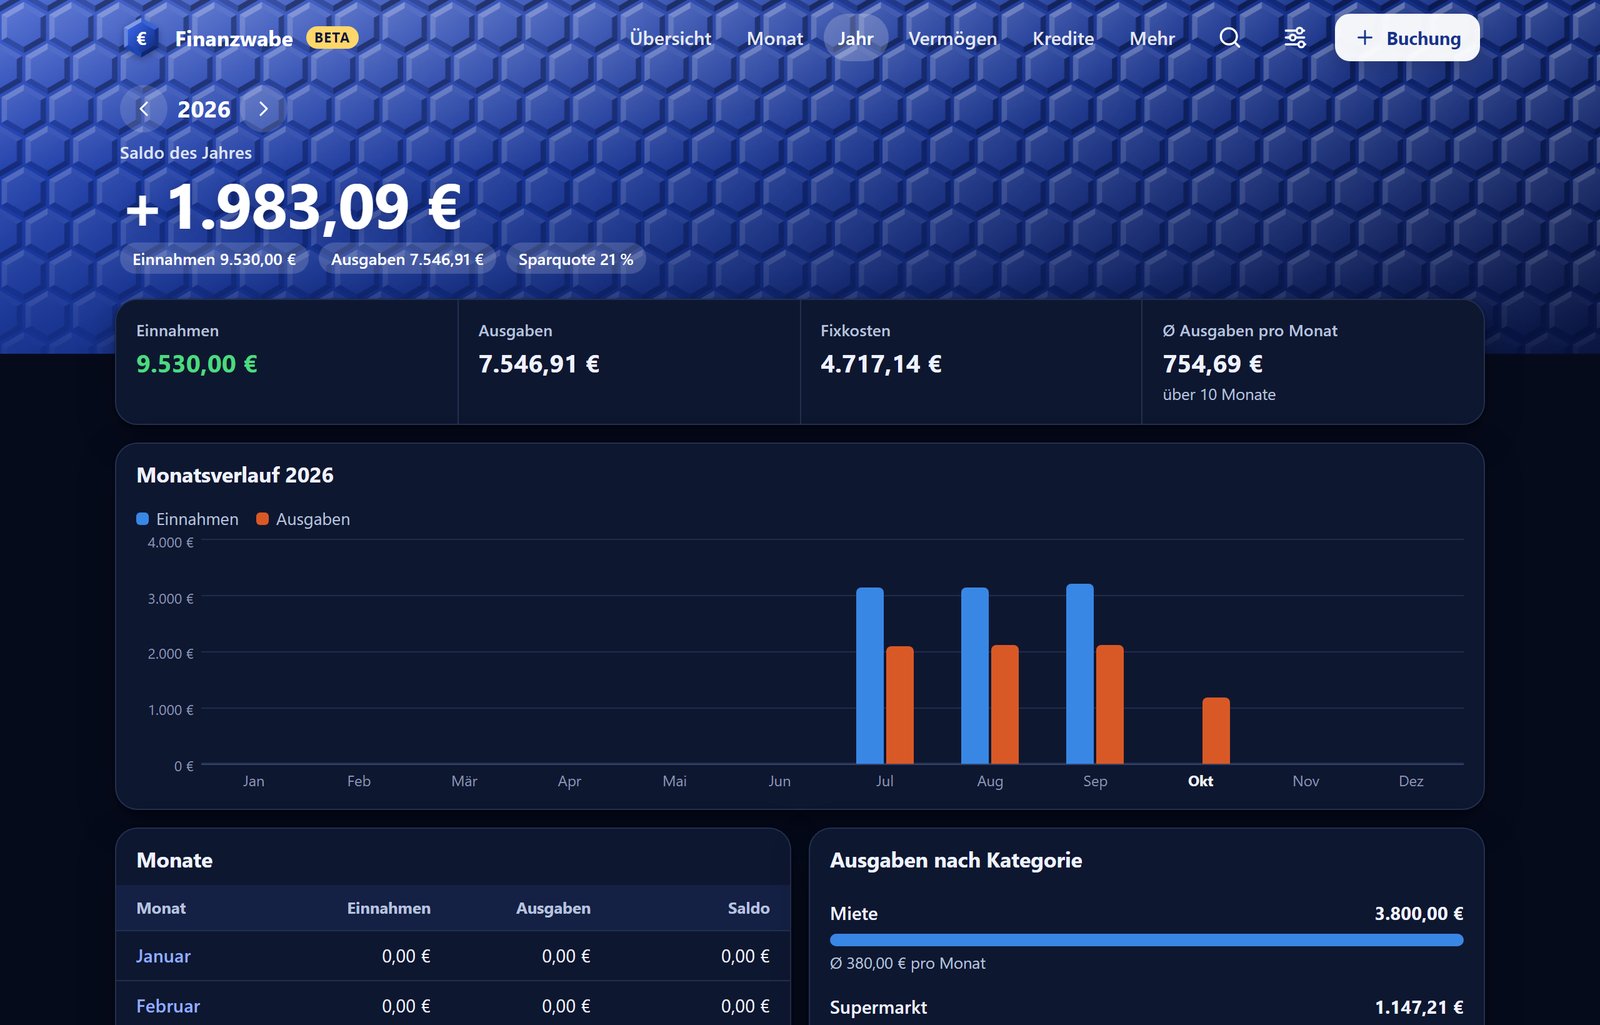 € Finanzwabe BETA Übersicht Monat Jahr Vermögen Kredite Mehr + Buchung
2026
Saldo des Jahres
+1.983,09 €
Einnahmen 9.530,00 € Ausgaben 7.546,91 € Sparquote 21 %
Einnahmen Ausgaben Fixkosten Ø Ausgaben pro Monat
9.530,00 € 7.546,91 € 4.717,14 € 754,69 €
über 10 Monate
Monatsverlauf 2026
Einnahmen Ausgaben
4.000 €
3.000 €
2.000 €
1.000 €
0 €
Jan Feb Mär Apr Mai Jun Jul Aug Sep Okt Nov Dez
Monate
Monat Einnahmen Ausgaben Saldo
Januar 0,00 € 0,00 € 0,00 €
Februar 0,00 € 0,00 € 0,00 €
Ausgaben nach Kategorie
Miete 3.800,00 €
Ø 380,00 € pro Monat
Supermarkt 1.147,21 €